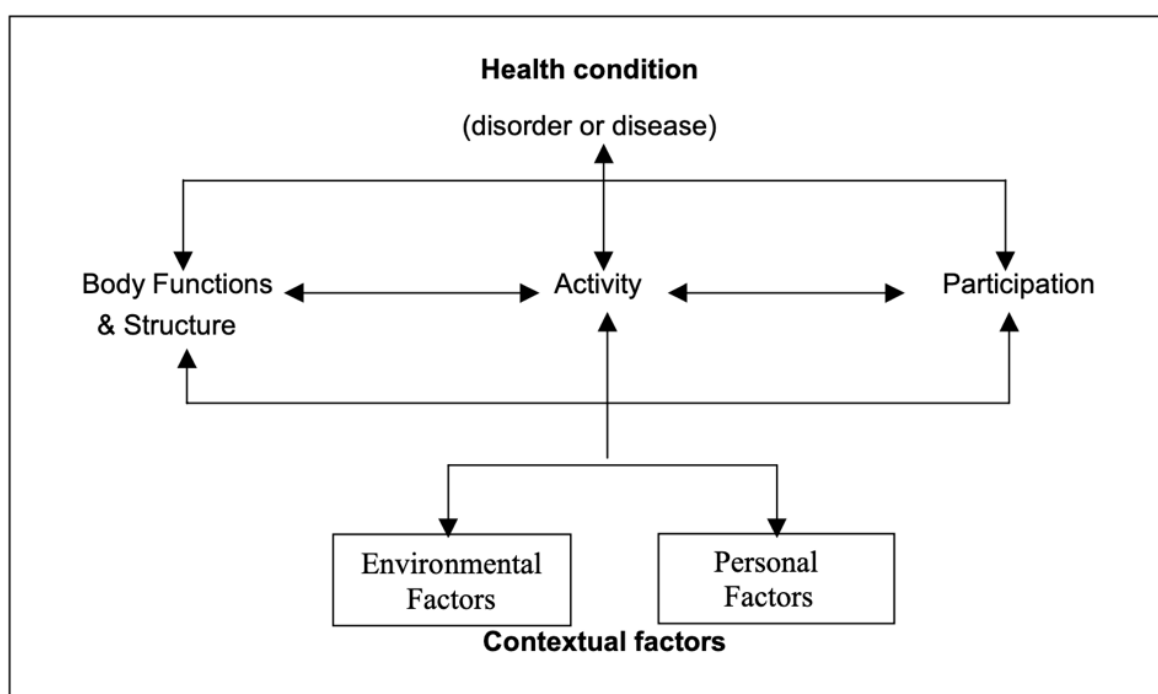 Health condition
(disorder or disease)
Body Functions
& Structure
Activity
Participation
Environmental
Factors
Personal
Factors
Contextual factors